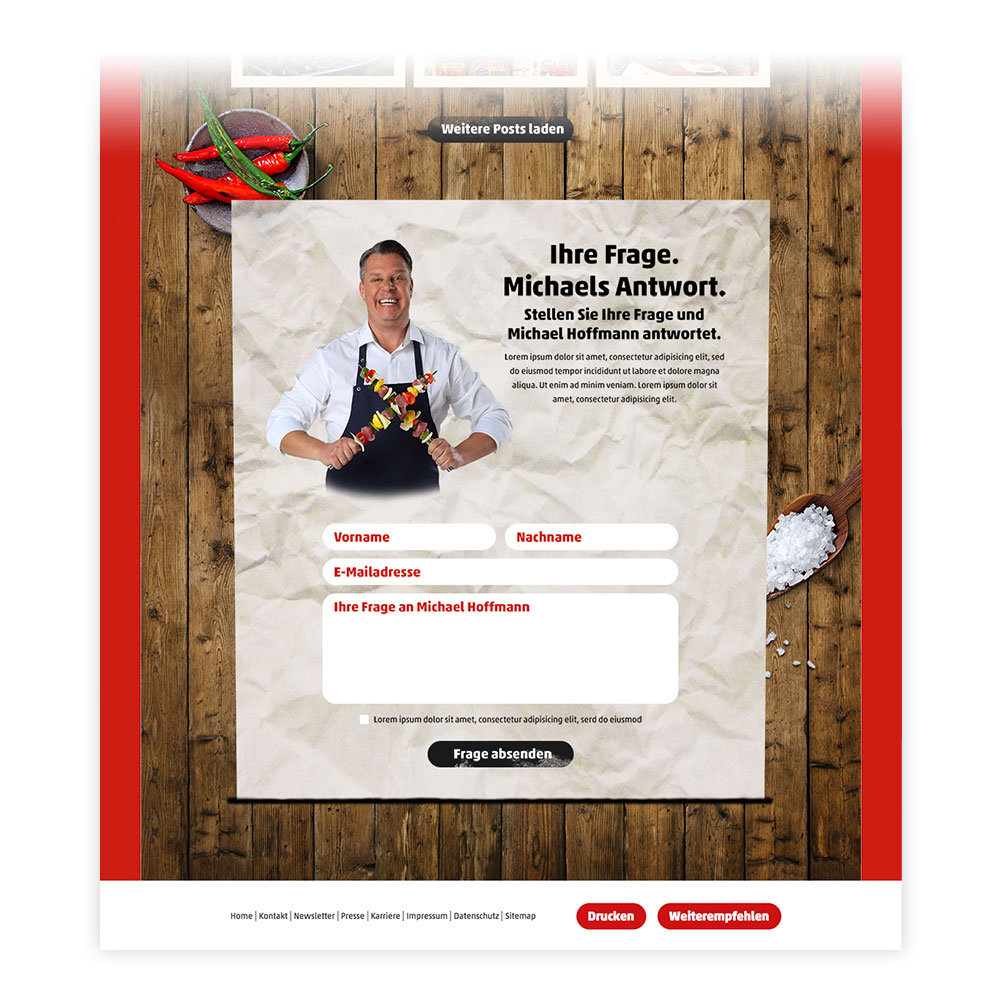 Weitere Posts laden
Ihre Frage.
Michaels Antwort.
Stellen Sie Ihre Frage und
Michael Hoffmann antwortet.
Lorem ipsum dolor sit amet, consectetur adipisicing elit, sed
do eiusmod tempor incididunt ut labore et dolore magna
aliqua. Ut enim ad minim veniam. Lorem ipsum dolor sit
amet, consectetur adipisicing elit.
Vorname
Nachname
E-Mailadresse
Ihre Frage an Michael Hoffmann
Lorem ipsum dolor sit amet, consectetur adipisicing elit, serd do eiusmod
Frage absenden
Home | Kontakt | Newsletter | Presse | Karriere | Impressum | Datenschutz | Sitemap
Drucken
Weiterempfehlen